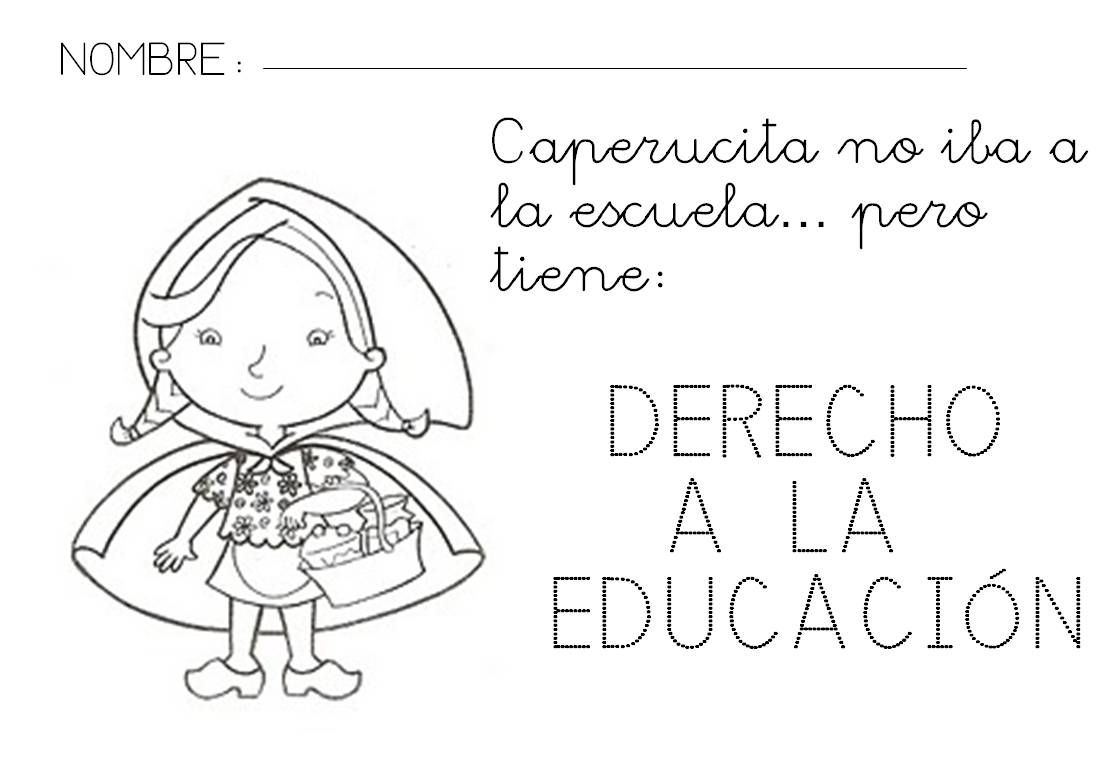 NOMBRE:
Caperucita no iba a
la escuela... pero
tiene:
DERECHO
A LA
EDUCACIÓN